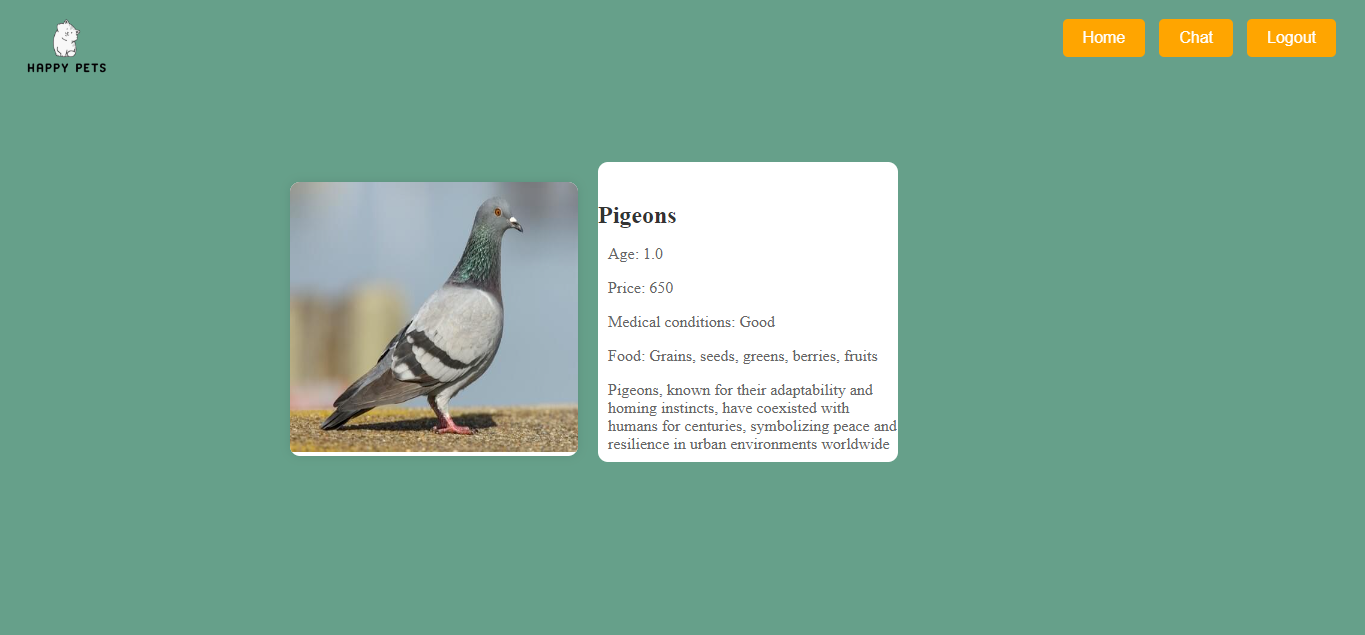 HAPPY PETS
Home
Chat
Logout
Pigeons
Age: 1.0
Price: 650
Medical conditions: Good
Food: Grains, seeds, greens, berries, fruits
Pigeons, known for their adaptability and
homing instincts, have coexisted with
humans for centuries, symbolizing peace and
resilience in urban environments worldwide